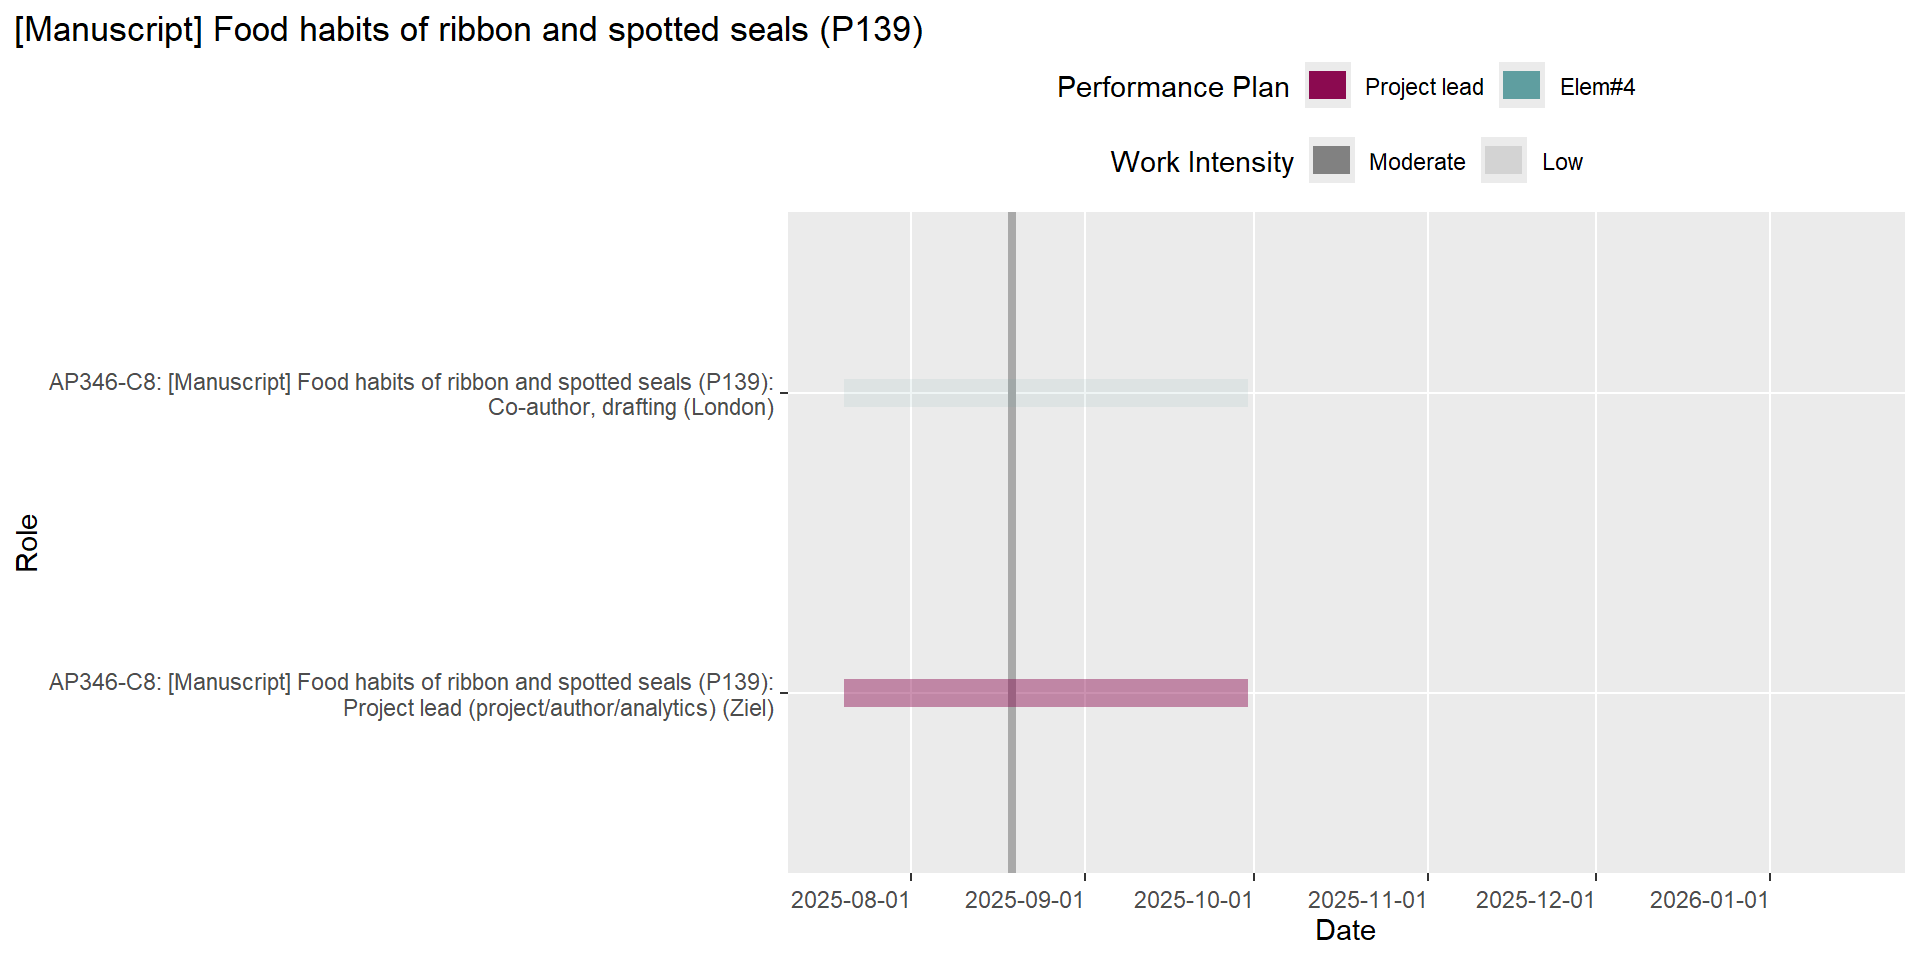 [Manuscript] Food habits of ribbon and spotted seals (P139)
Performance Plan Project lead Elem#4
Work Intensity Moderate Low
AP346-C8: [Manuscript] Food habits of ribbon and spotted seals (P139):
Co-author, drafting (London)
Role
AP346-C8: [Manuscript] Food habits of ribbon and spotted seals (P139):
Project lead (project/author/analytics) (Ziel)
2025-08-01 2025-09-01 2025-10-01 2025-11-01 2025-12-01 2026-01-01
Date